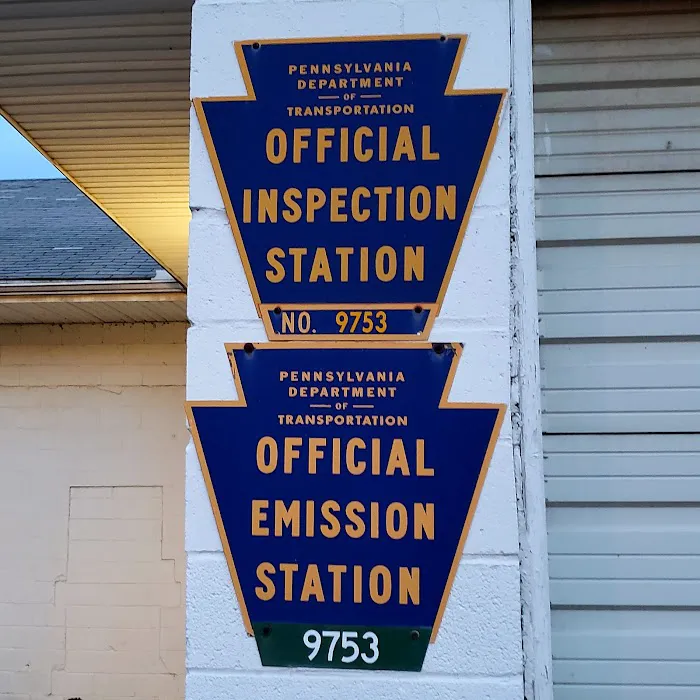 PENNSYLVANIA
DEPARTMENT
OF
TRANSPORTATION
OFFICIAL
INSPECTION
STATION
NO. 9753
PENNSYLVANIA
DEPARTMENT
OF
TRANSPORTATION
OFFICIAL
EMISSION
STATION
9753